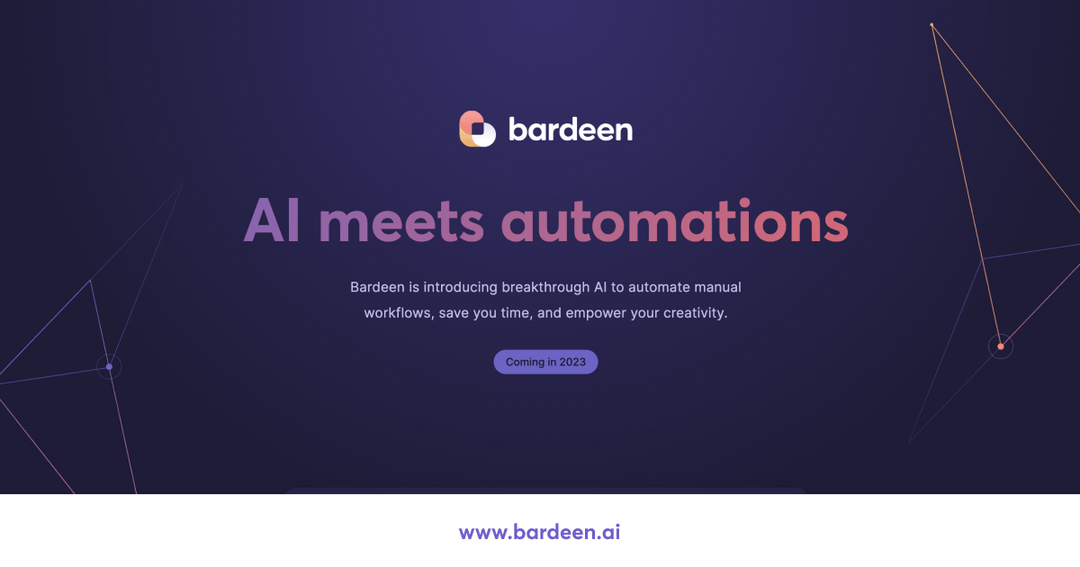 bardeen
AI meets automations
Bardeen is introducing breakthrough AI to automate manual
workflows, save you time, and empower your creativity.
Coming in 2023
www.bardeen.ai